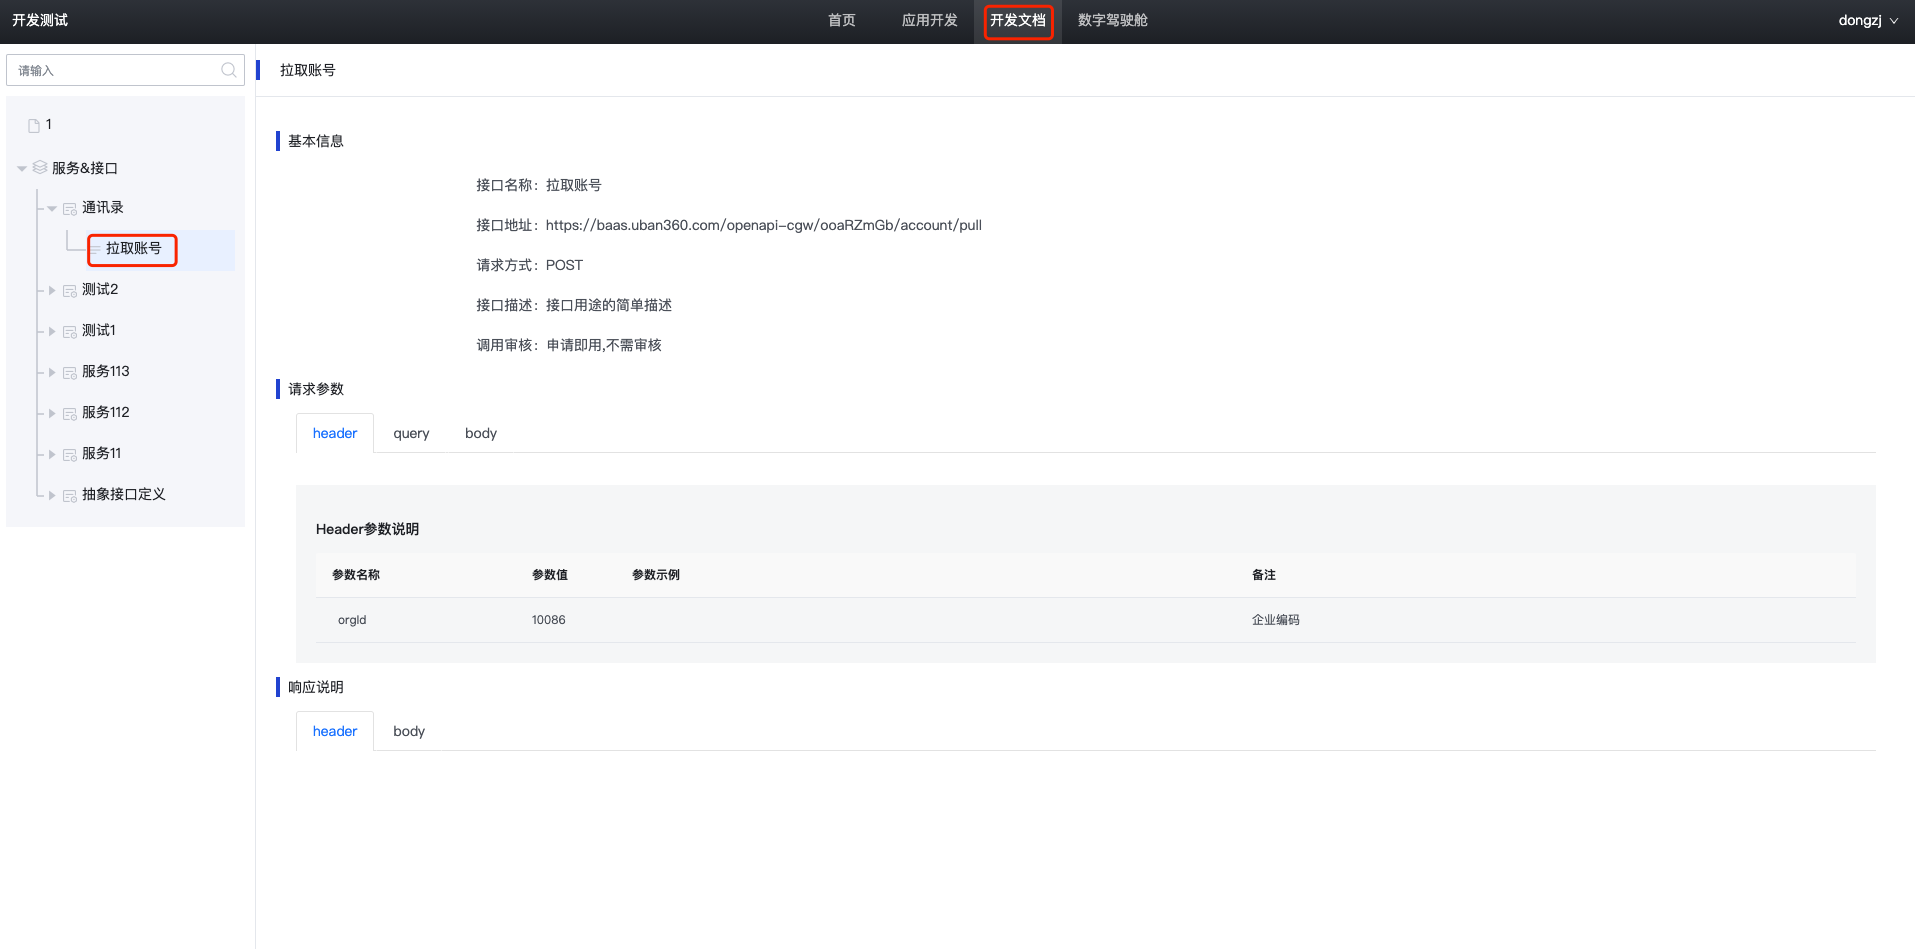 开发测试 首页 应用开发 开发文档 数字驾驶舱 dongzj
请输入
1
服务&接口
通讯录
拉取账号
测试2
测试1
服务113
服务112
服务11
抽象接口定义
拉取账号
基本信息
接口名称：拉取账号
接口地址：https://baas.uban360.com/openapi-cgw/ooaRZmGb/account/pull
请求方式：POST
接口描述：接口用途的简单描述
调用审核：申请即用,不需审核
请求参数
header query body
Header参数说明
参数名称 参数值 参数示例 备注
orgId 10086 企业编码
响应说明
header body